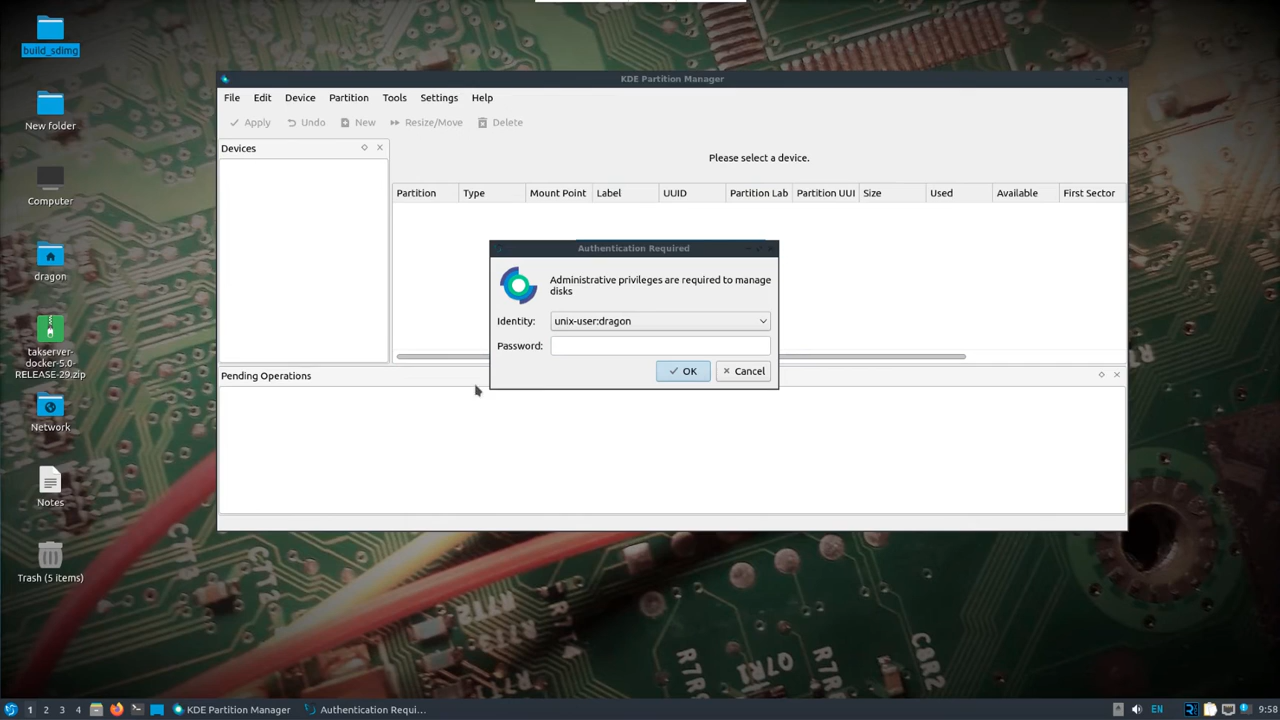 build_sdimg
New folder
Computer
dragon
takserver-
docker-5.0-
RELEASE-29.zip
Network
Notes
Trash (5 items)
KDE Partition Manager
File Edit Device Partition Tools Settings Help
Apply Undo New Resize/Move Delete
Devices
Please select a device.
Partition Type Mount Point Label UUID Partition Lab Partition UUI Size Used Available First Sector
Authentication Required
Administrative privileges are required to manage
disks
Identity: unix-user:dragon
Password:
OK Cancel
Pending Operations
1 2 3 4 KDE Partition Manager Authentication Requi... EN 9:58